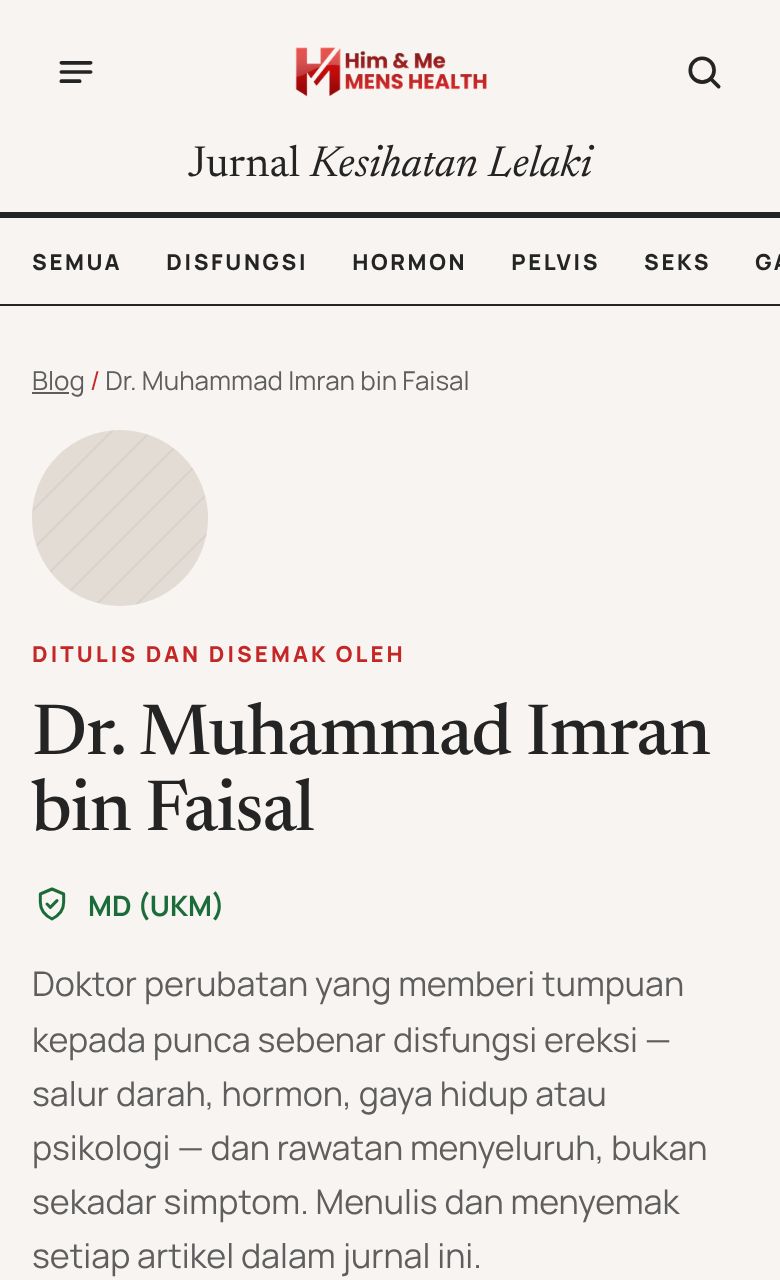 Him & Me
MENS HEALTH
Jurnal Kesihatan Lelaki
SEMUA DISFUNGSI HORMON PELVIS SEKS GA
Blog / Dr. Muhammad Imran bin Faisal
DITULIS DAN DISEMAK OLEH
Dr. Muhammad Imran
bin Faisal
MD (UKM)
Doktor perubatan yang memberi tumpuan
kepada punca sebenar disfungsi ereksi —
salur darah, hormon, gaya hidup atau
psikologi — dan rawatan menyeluruh, bukan
sekadar simptom. Menulis dan menyemak
setiap artikel dalam jurnal ini.